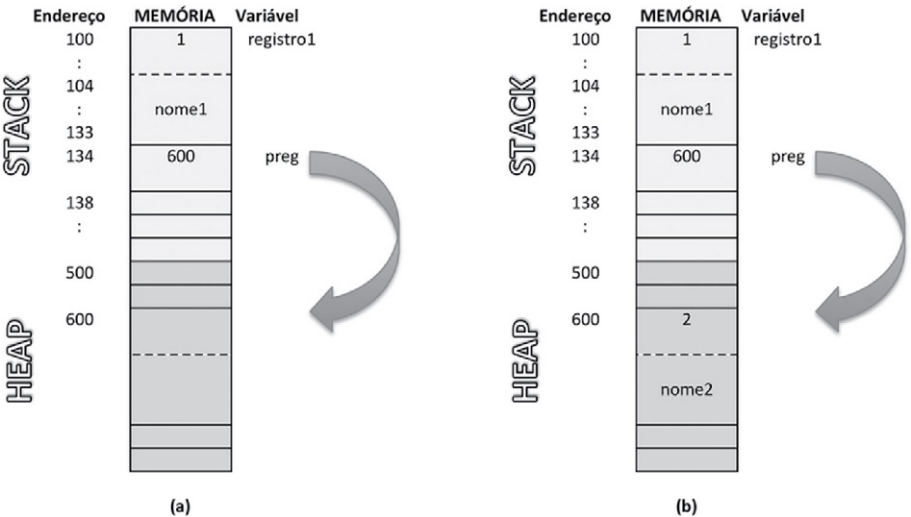 Endereço MEMÓRIA Variável
100 1 registro1
:
104
: nome1
133
134 600 preg
138
:
500
600
STACK
HEAP
(a)
Endereço MEMÓRIA Variável
100 1 registro1
:
104
: nome1
133
134 600 preg
138
:
500
600 2
nome2
STACK
HEAP
(b)